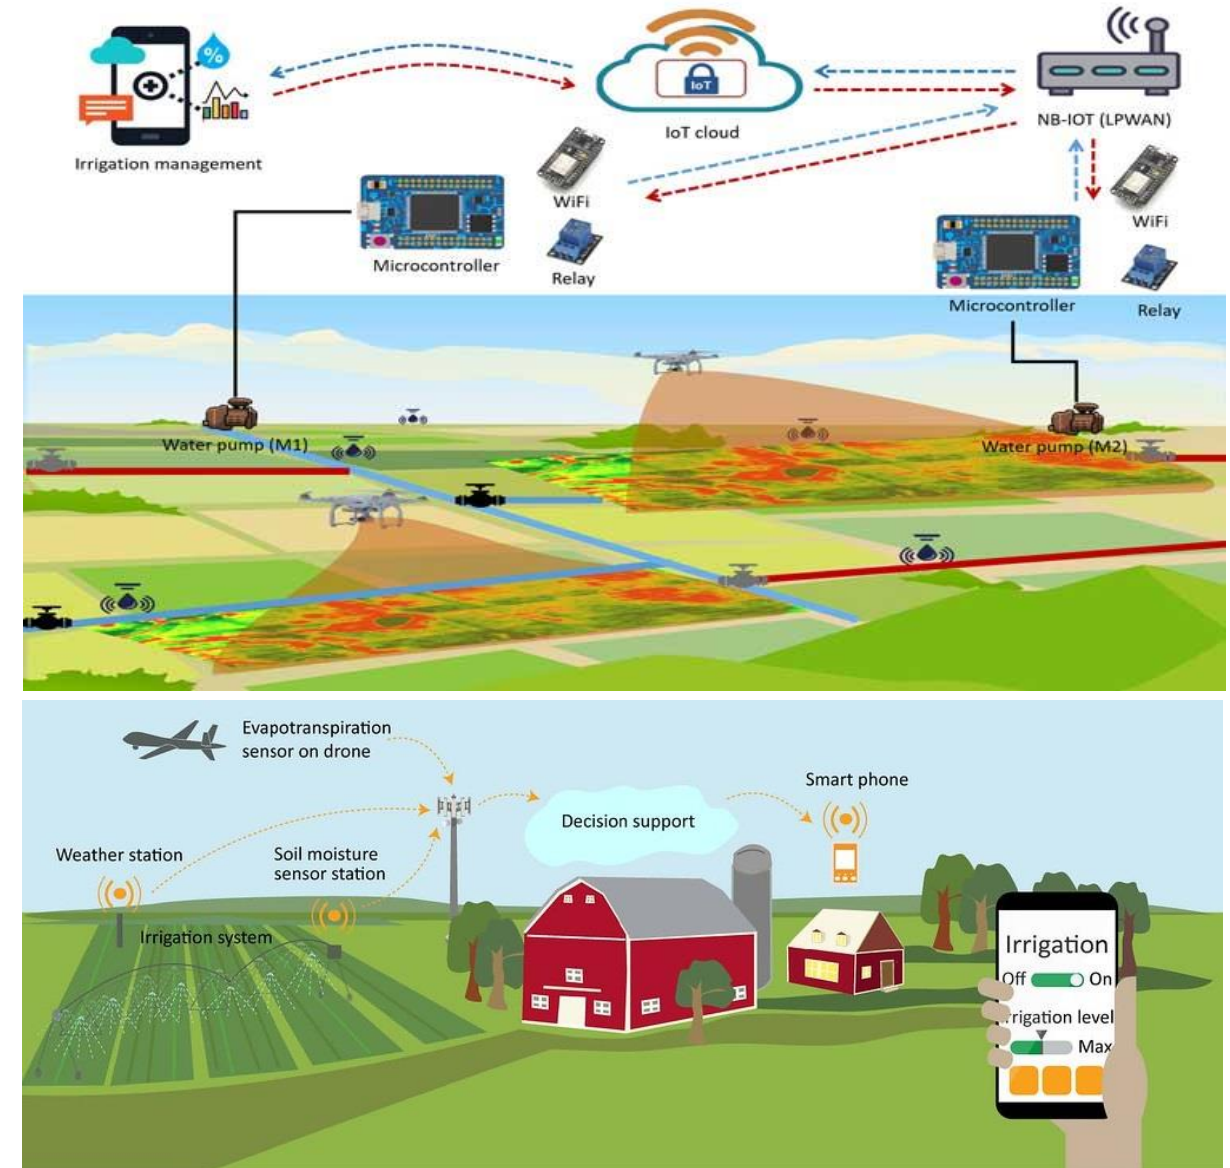 %
IoT
IoT cloud
NB-IOT (LPWAN)
Irrigation management
WiFi
Relay
Microcontroller
WiFi
Relay
Microcontroller
Water pump (M1)
Water pump (M2)
Evapotranspiration
sensor on drone
Smart phone
Decision support
Weather station
Soil moisture
sensor station
Irrigation system
Irrigation
Off On
rrigation level
Max